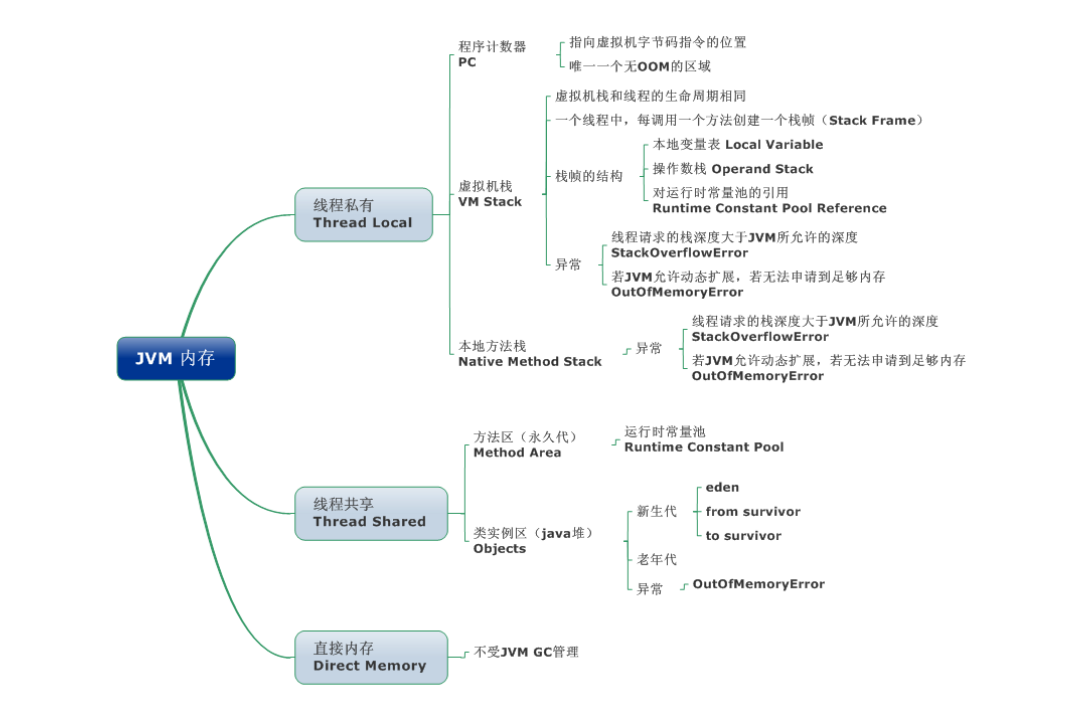 JVM 内存
线程私有
Thread Local
程序计数器
PC
指向虚拟机字节码指令的位置
唯一一个无OOM的区域
虚拟机栈
VM Stack
虚拟机栈和线程的生命周期相同
一个线程中，每调用一个方法创建一个栈帧（Stack Frame）
栈帧的结构
本地变量表 Local Variable
操作数栈 Operand Stack
对运行时常量池的引用
Runtime Constant Pool Reference
异常
线程请求的栈深度大于JVM所允许的深度
StackOverflowError
若JVM允许动态扩展，若无法申请到足够内存
OutOfMemoryError
本地方法栈
Native Method Stack
异常
线程请求的栈深度大于JVM所允许的深度
StackOverflowError
若JVM允许动态扩展，若无法申请到足够内存
OutOfMemoryError
线程共享
Thread Shared
方法区（永久代）
Method Area
运行时常量池
Runtime Constant Pool
类实例区（java堆）
Objects
新生代
eden
from survivor
to survivor
老年代
异常
OutOfMemoryError
直接内存
Direct Memory
不受JVM GC管理